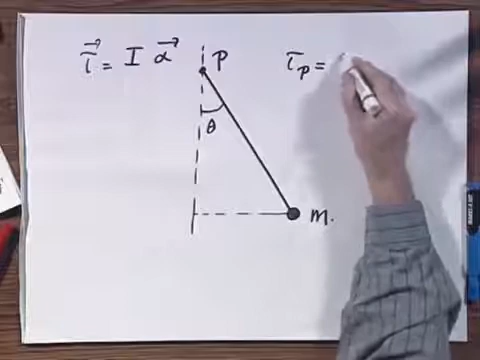 τ⃗ = I α⃗
P
τₚ =
θ
m.